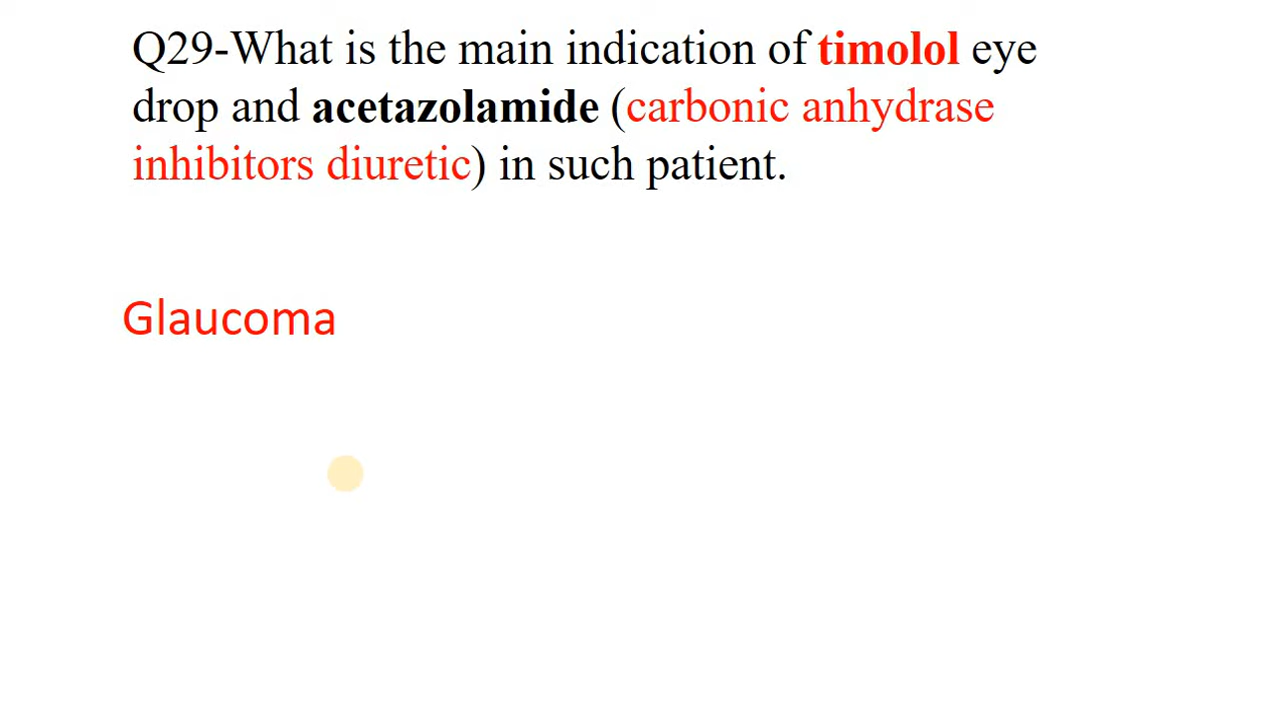 Q29-What is the main indication of timolol eye
drop and acetazolamide (carbonic anhydrase
inhibitors diuretic) in such patient.
Glaucoma